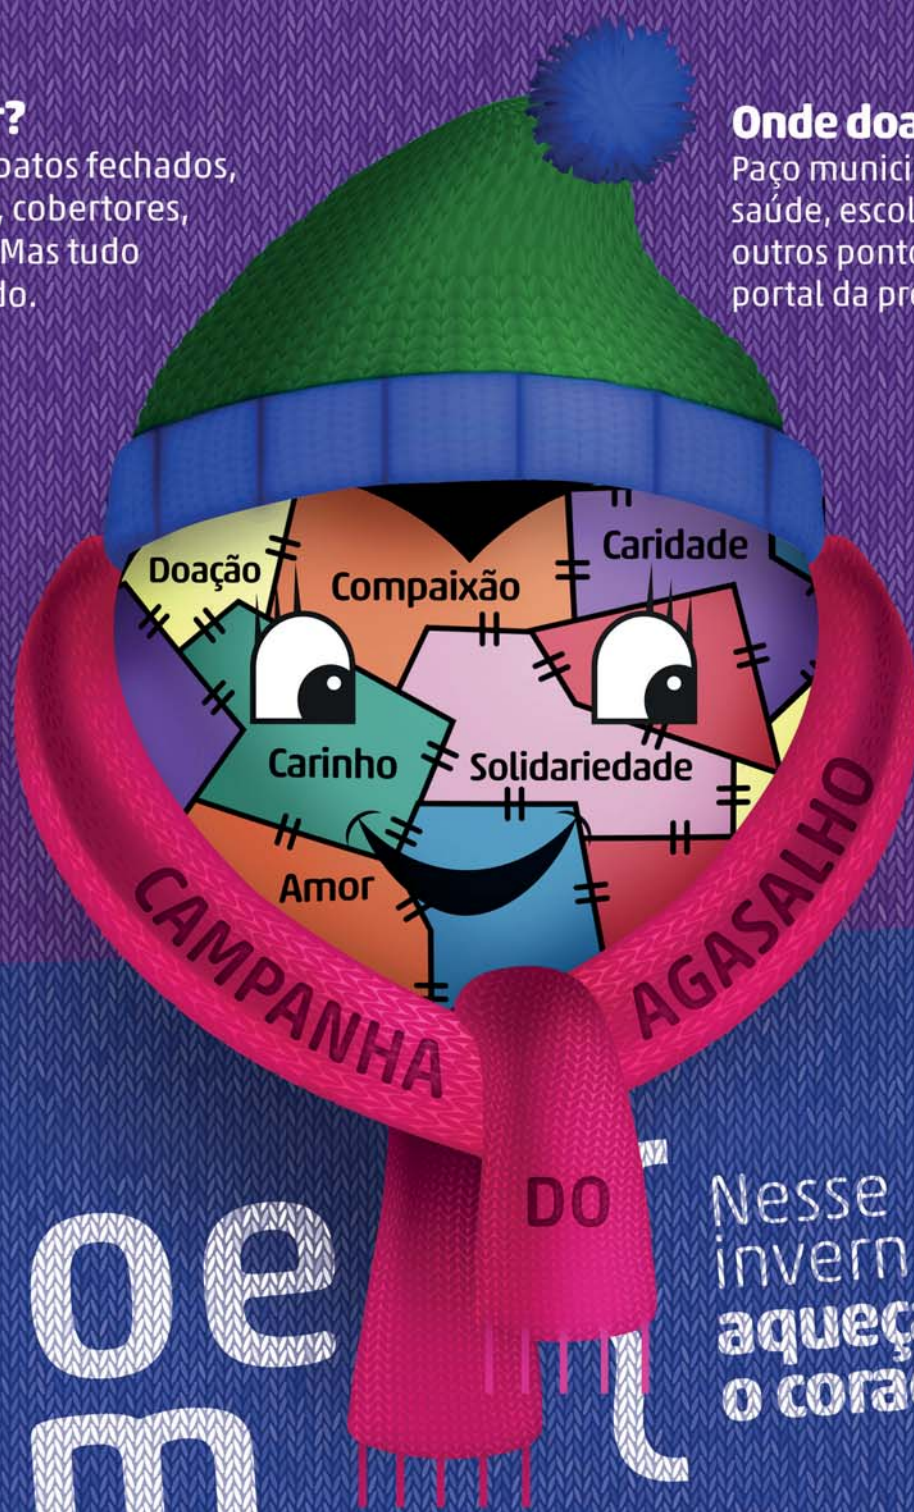 r?
patos fechados,
, cobertores,
Mas tudo
do.
Onde doa
Paço munici
saúde, escol
outros ponto
portal da pre
Doação
Compaixão
Caridade
Carinho
Solidariedade
Amor
CAMPANHA
DO
AGASALHO
oe
m
Nesse
invern
aqueç
o cora